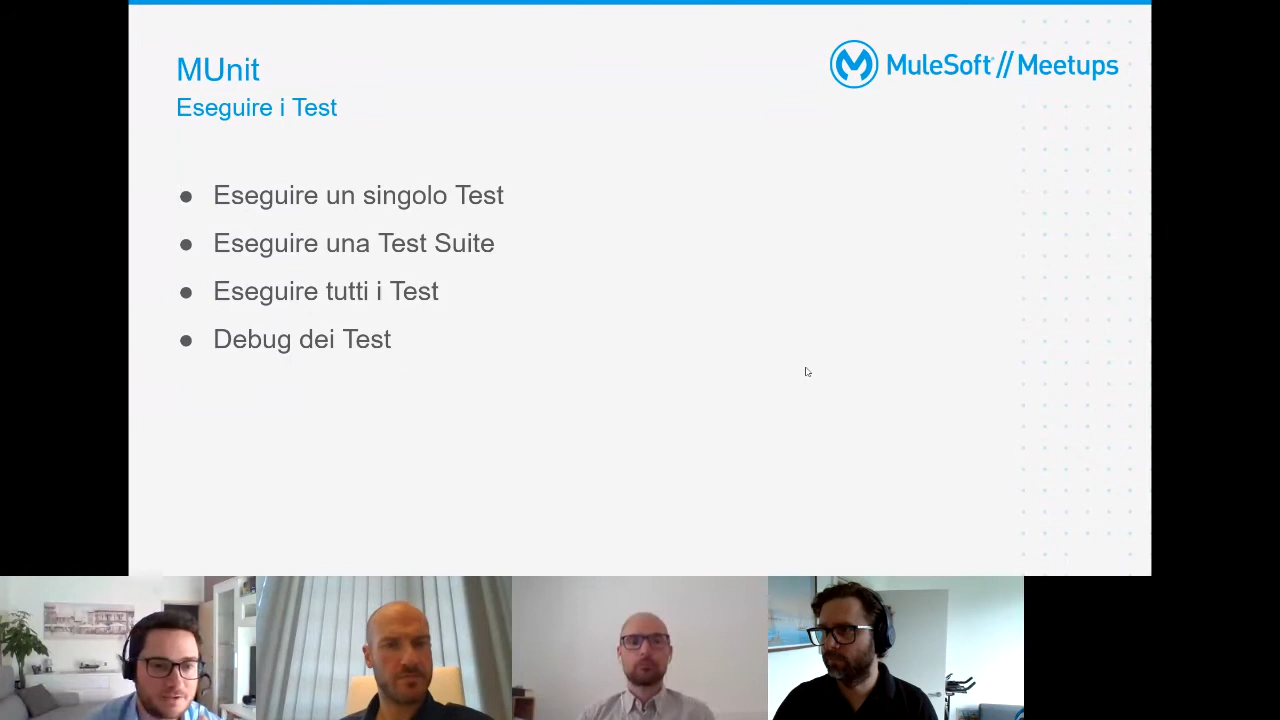 MUnit
MuleSoft // Meetups
Eseguire i Test
● Eseguire un singolo Test
● Eseguire una Test Suite
● Eseguire tutti i Test
● Debug dei Test